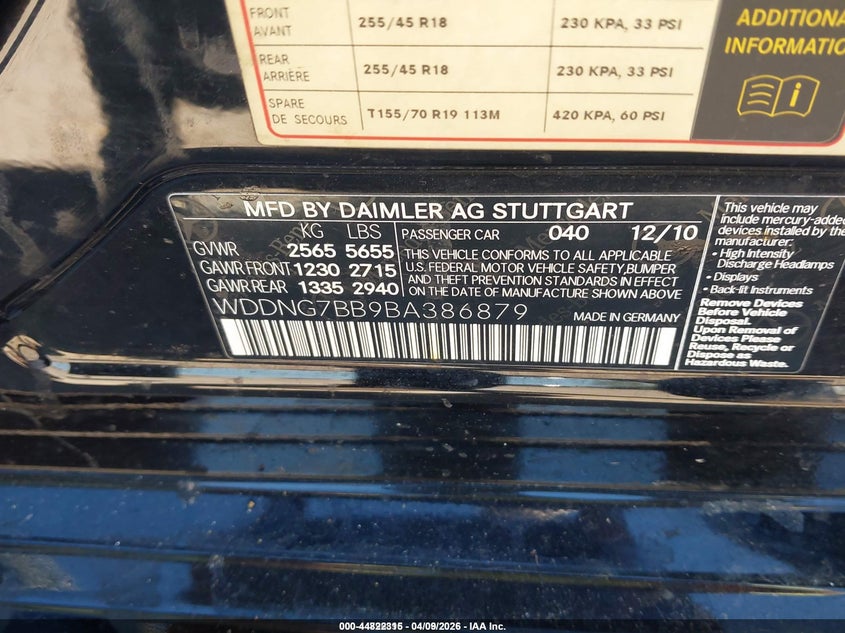 FRONT
AVANT
255/45 R18
230 KPA, 33 PSI
REAR
ARRIÈRE
255/45 R18
230 KPA, 33 PSI
SPARE
DE SECOURS
T155/70 R19 113M
420 KPA, 60 PSI
ADDITIONA
INFORMATIO
MFD BY DAIMLER AG STUTTGART
KG LBS
GVWR 2565 5655
GAWR FRONT 1230 2715
GAWR REAR 1335 2940
PASSENGER CAR 040 12/10
THIS VEHICLE CONFORMS TO ALL APPLICABLE
U.S. FEDERAL MOTOR VEHICLE SAFETY, BUMPER
AND THEFT PREVENTION STANDARDS IN EFFECT
ON THE DATE OF MANUFACTURE SHOWN ABOVE.
WDDNG7BB9BA386879
MADE IN GERMANY
This vehicle may
include mercury-added
devices installed by the
manufacturer:
• High Intensity
Discharge Headlamps
• Displays
• Back-lit Instruments
Remove Devices
Before Vehicle
Disposal.
Upon Removal of
Devices Please
Reuse, Recycle or
Dispose as
Hazardous Waste.
04/09/2026 - IAA Inc.